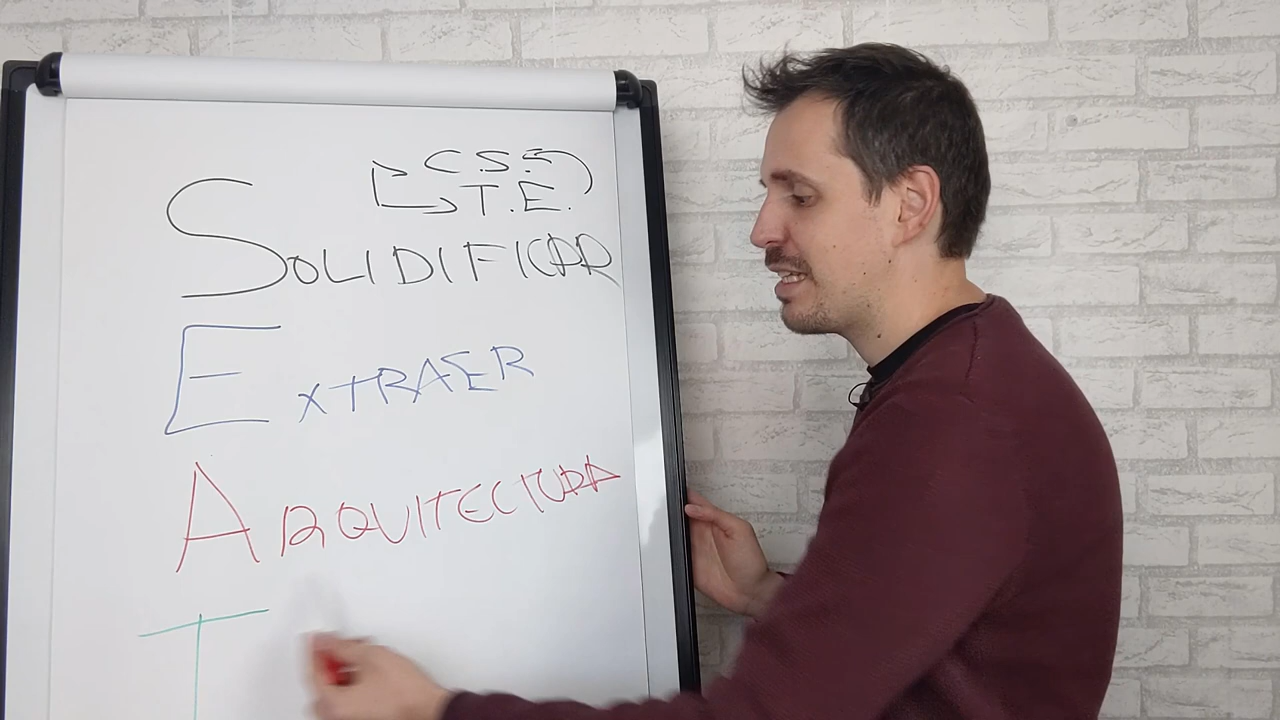 C.S.
T.E.
SOLIDIFICAR
EXTRAER
ARQUITECTURA
T